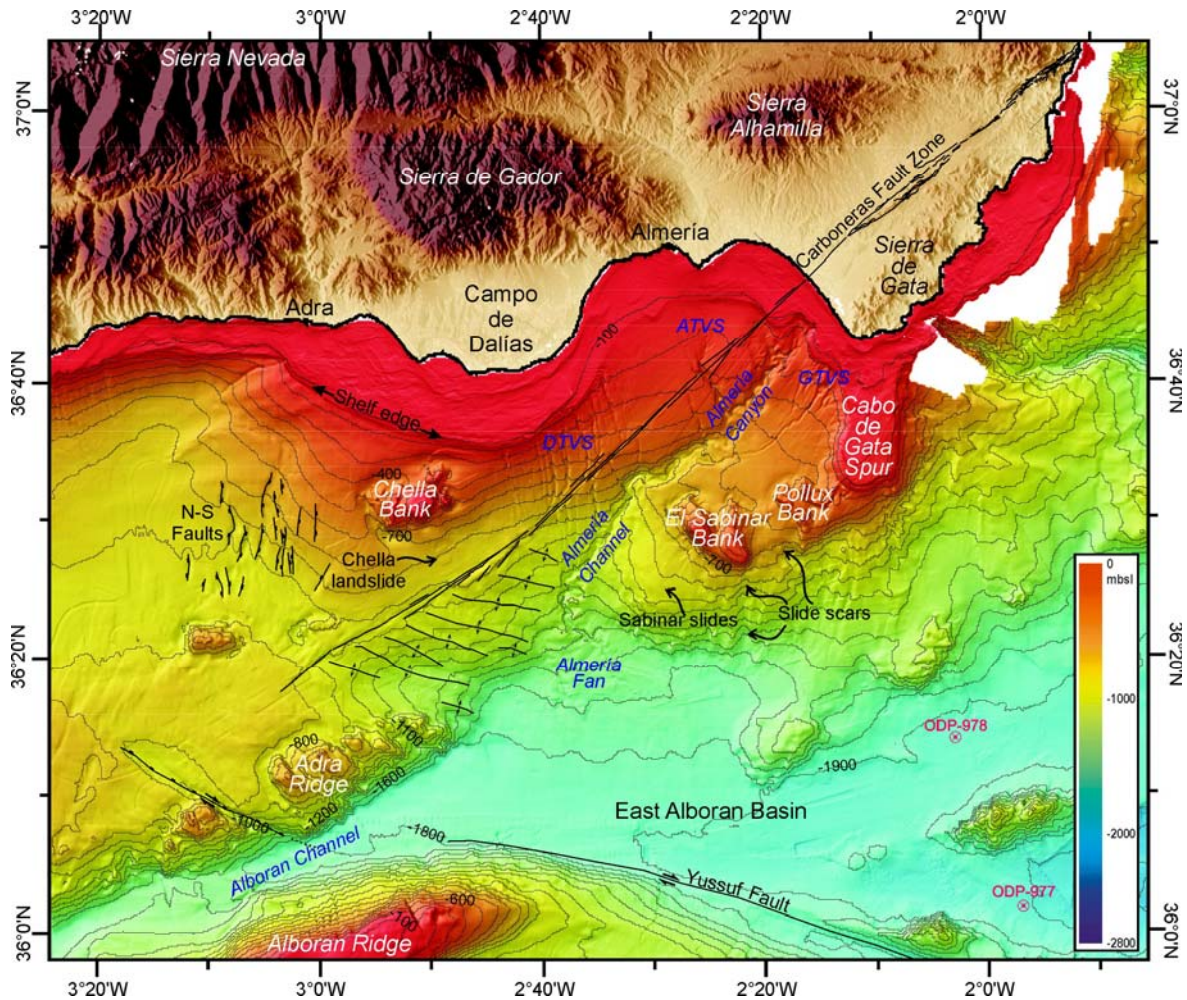 3°20'W
3°0'W
2°40'W
2°20'W
2°0'W
Sierra Nevada
37°0'N
37°0'N
Sierra
Alhamilla
Sierra de Gador
Carboneras Fault Zone
Almería
Sierra
de
Gata
Adra
Campo
de
Dalías
-100
ATVS
36°40'N
36°40'N
GTVS
Shelf edge
Almería
Canyon
DTVS
Cabo
de
Gata
Spur
-400
Chella
Bank
-700
Pollux
Bank
El Sabinar
Bank
-700
N-S
Faults
Chella
landslide
Almería
Channel
Sabinar slides
Slide scars
0
mbsl
-1000
-2000
-2800
36°20'N
36°20'N
Almería
Fan
ODP-978
-800
-1100
Adra
Ridge
-1600
-1200
-1000
-1900
East Alboran Basin
-1800
Alboran Channel
Yussuf Fault
ODP-977
-600
-100
Alboran Ridge
36°0'N
36°0'N
3°20'W
3°0'W
2°40'W
2°20'W
2°0'W